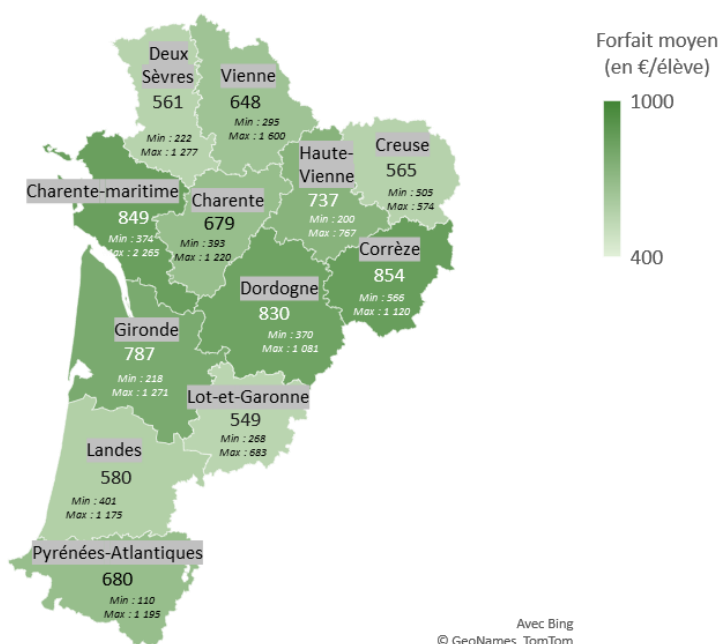 Forfait moyen
(en €/élève)
1000
400
Deux
Sèvres
561
Min : 222
Max : 1 277
Vienne
648
Min : 295
Max : 1 600
Haute-
Vienne
737
Min : 200
Max : 767
Creuse
565
Min : 505
Max : 574
Charente-maritime
849
Min : 374
Max : 2 265
Charente
679
Min : 393
Max : 1 220
Corrèze
854
Min : 566
Max : 1 120
Dordogne
830
Min : 370
Max : 1 081
Gironde
787
Min : 218
Max : 1 271
Lot-et-Garonne
549
Min : 268
Max : 683
Landes
580
Min : 401
Max : 1 175
Pyrénées-Atlantiques
680
Min : 110
Max : 1 195
Avec Bing
© GeoNames, TomTom